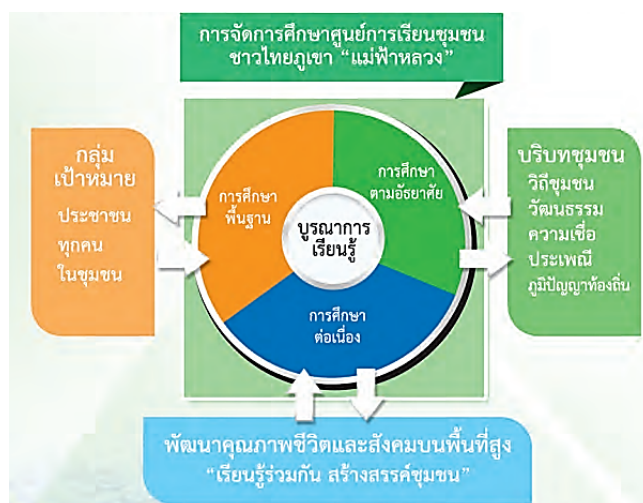 การจัดการศึกษาศูนย์การเรียนชุมชน
ชาวไทยภูเขา “แม่ฟ้าหลวง”
กลุ่ม
เป้าหมาย
ประชาชน
ทุกคน
ในชุมชน
การศึกษา
พื้นฐาน
การศึกษา
ตามอัธยาศัย
บูรณาการ
เรียนรู้
การศึกษา
ต่อเนื่อง
บริบทชุมชน
วิถีชุมชน
วัฒนธรรม
ความเชื่อ
ประเพณี
ภูมิปัญญาท้องถิ่น
พัฒนาคุณภาพชีวิตและสังคมบนพื้นที่สูง
“เรียนรู้ร่วมกัน สร้างสรรค์ชุมชน”